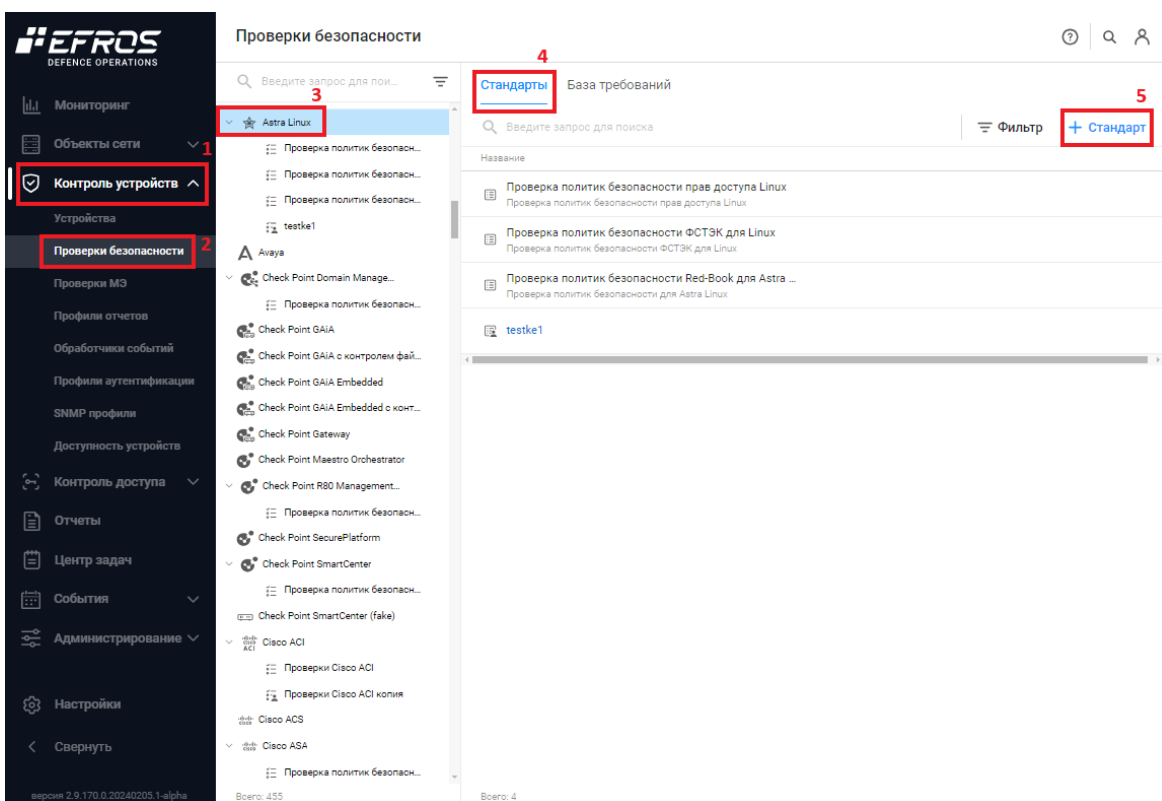 EFROS
DEFENCE OPERATIONS
Мониторинг
Объекты сети
1
Контроль устройств
Устройства
Проверки безопасности
2
Проверки МЭ
Профили отчетов
Обработчики событий
Профили аутентификации
SNMP профили
Доступность устройств
Контроль доступа
Отчеты
Центр задач
События
Администрирование
Настройки
Свернуть
версия 2.9.170.0.20240205.1-alpha
Проверки безопасности
Введите запрос для пои...
3
Astra Linux
Проверка политик безопасн...
Проверка политик безопасн...
Проверка политик безопасн...
testke1
Avaya
Check Point Domain Manage...
Проверка политик безопасн...
Check Point GAiA
Check Point GAiA с контролем фай...
Check Point GAiA Embedded
Check Point GAiA Embedded с конт...
Check Point Gateway
Check Point Maestro Orchestrator
Check Point R80 Management...
Проверка политик безопасн...
Check Point SecurePlatform
Check Point SmartCenter
Проверка политик безопасн...
Check Point SmartCenter (fake)
ACI
Cisco ACI
Проверки Cisco ACI
Проверки Cisco ACI копия
Cisco ACS
Cisco ASA
Проверка политик безопасн...
Всего: 455
4
Стандарты
База требований
5
Введите запрос для поиска
Фильтр
+ Стандарт
Название
Проверка политик безопасности прав доступа Linux
Проверка политик безопасности прав доступа Linux
Проверка политик безопасности ФСТЭК для Linux
Проверка политик безопасности ФСТЭК для Linux
Проверка политик безопасности Red-Book для Astra ...
Проверка политик безопасности для Astra Linux
testke1
Всего: 4